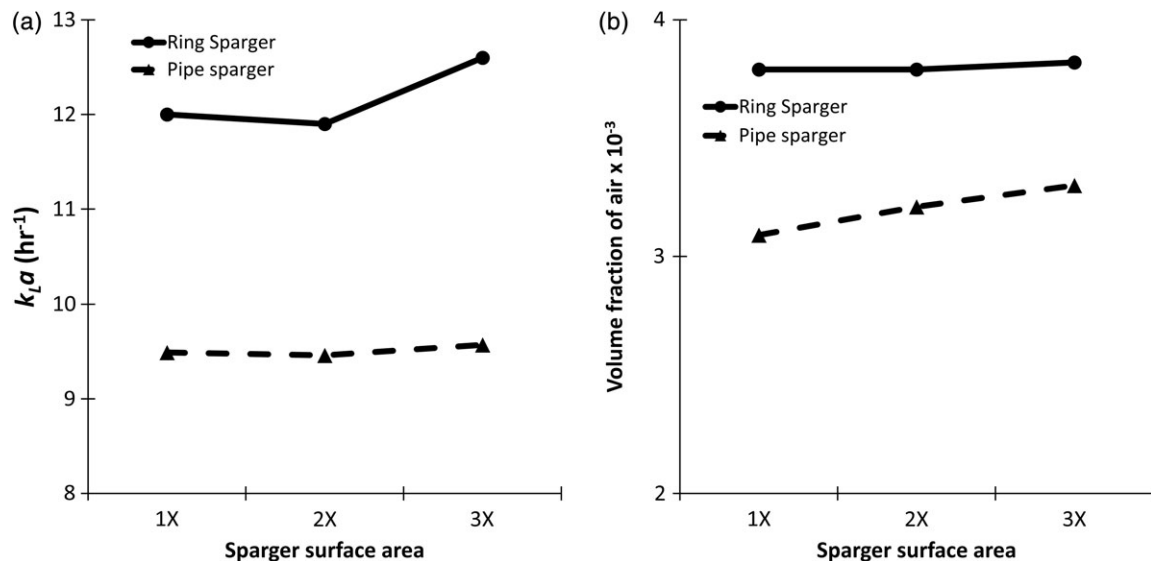 (a)
13
12
11
10
9
8
k_L a (hr⁻¹)
Ring Sparger
Pipe sparger
1X 2X 3X
Sparger surface area
(b)
4
3
2
Volume fraction of air x 10⁻³
Ring Sparger
Pipe sparger
1X 2X 3X
Sparger surface area